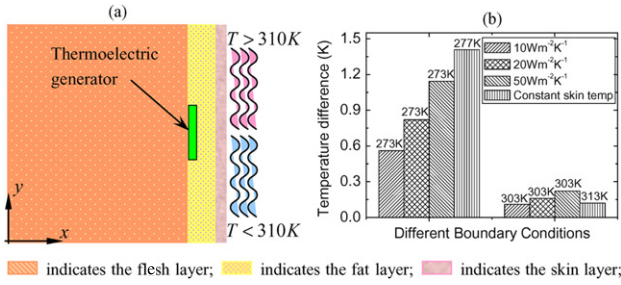 (a)
Thermoelectric
generator
T > 310K
T < 310K
y
x
(b)
Temperature difference (K)
1.5
1.2
0.9
0.6
0.3
0.0
10Wm⁻²K⁻¹
20Wm⁻²K⁻¹
50Wm⁻²K⁻¹
Constant skin temp
273K
273K
273K
277K
303K
303K
303K
313K
Different Boundary Conditions
indicates the flesh layer;
indicates the fat layer;
indicates the skin layer;